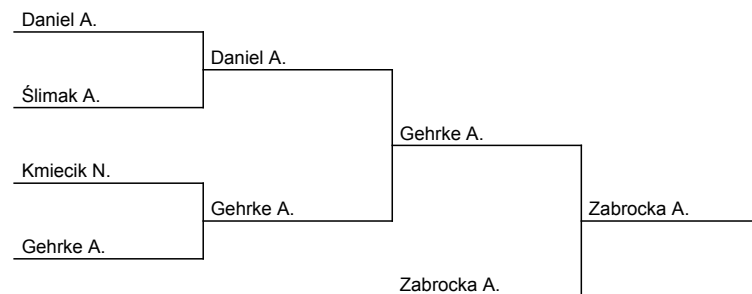 Daniel A.
Daniel A.
Ślimak A.
Gehrke A.
Kmiecik N.
Gehrke A.
Zabrocka A.
Gehrke A.
Zabrocka A.